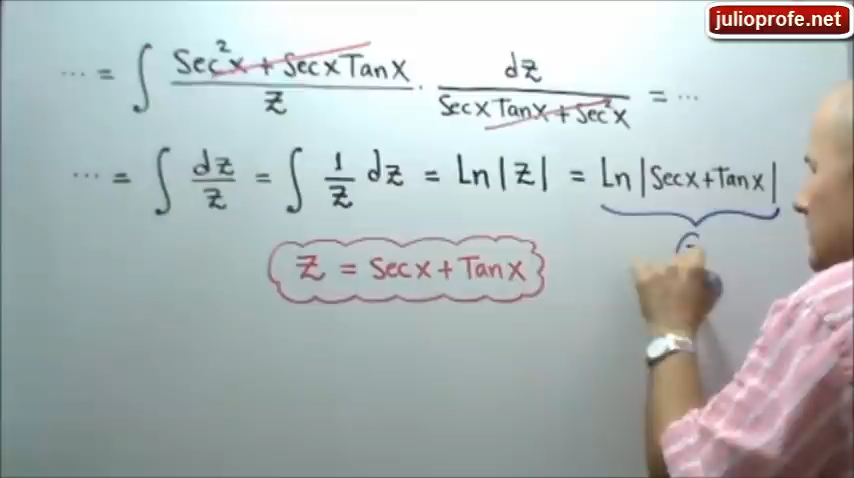 julioprofe.net
··· = ∫ (Sec²x + SecxTanx)/z · dz/(SecxTanx + Sec²x) = ···
··· = ∫ dz/z = ∫ 1/z dz = Ln|z| = Ln|Secx+Tanx|
z = Secx + Tanx